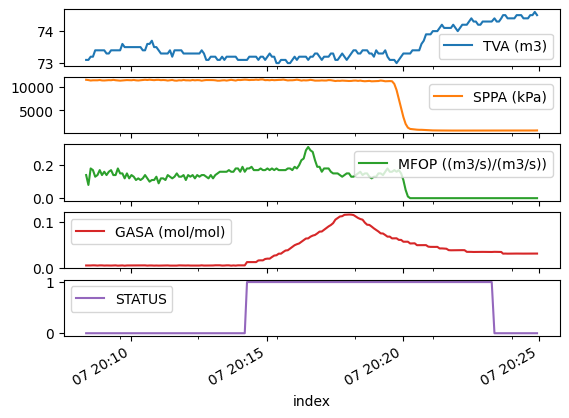 74
73
TVA (m3)
10000
5000
SPPA (kPa)
0.2
0.0
MFOP ((m3/s)/(m3/s))
0.1
0.0
GASA (mol/mol)
1
0
STATUS
07 20:10
07 20:15
07 20:20
07 20:25
index